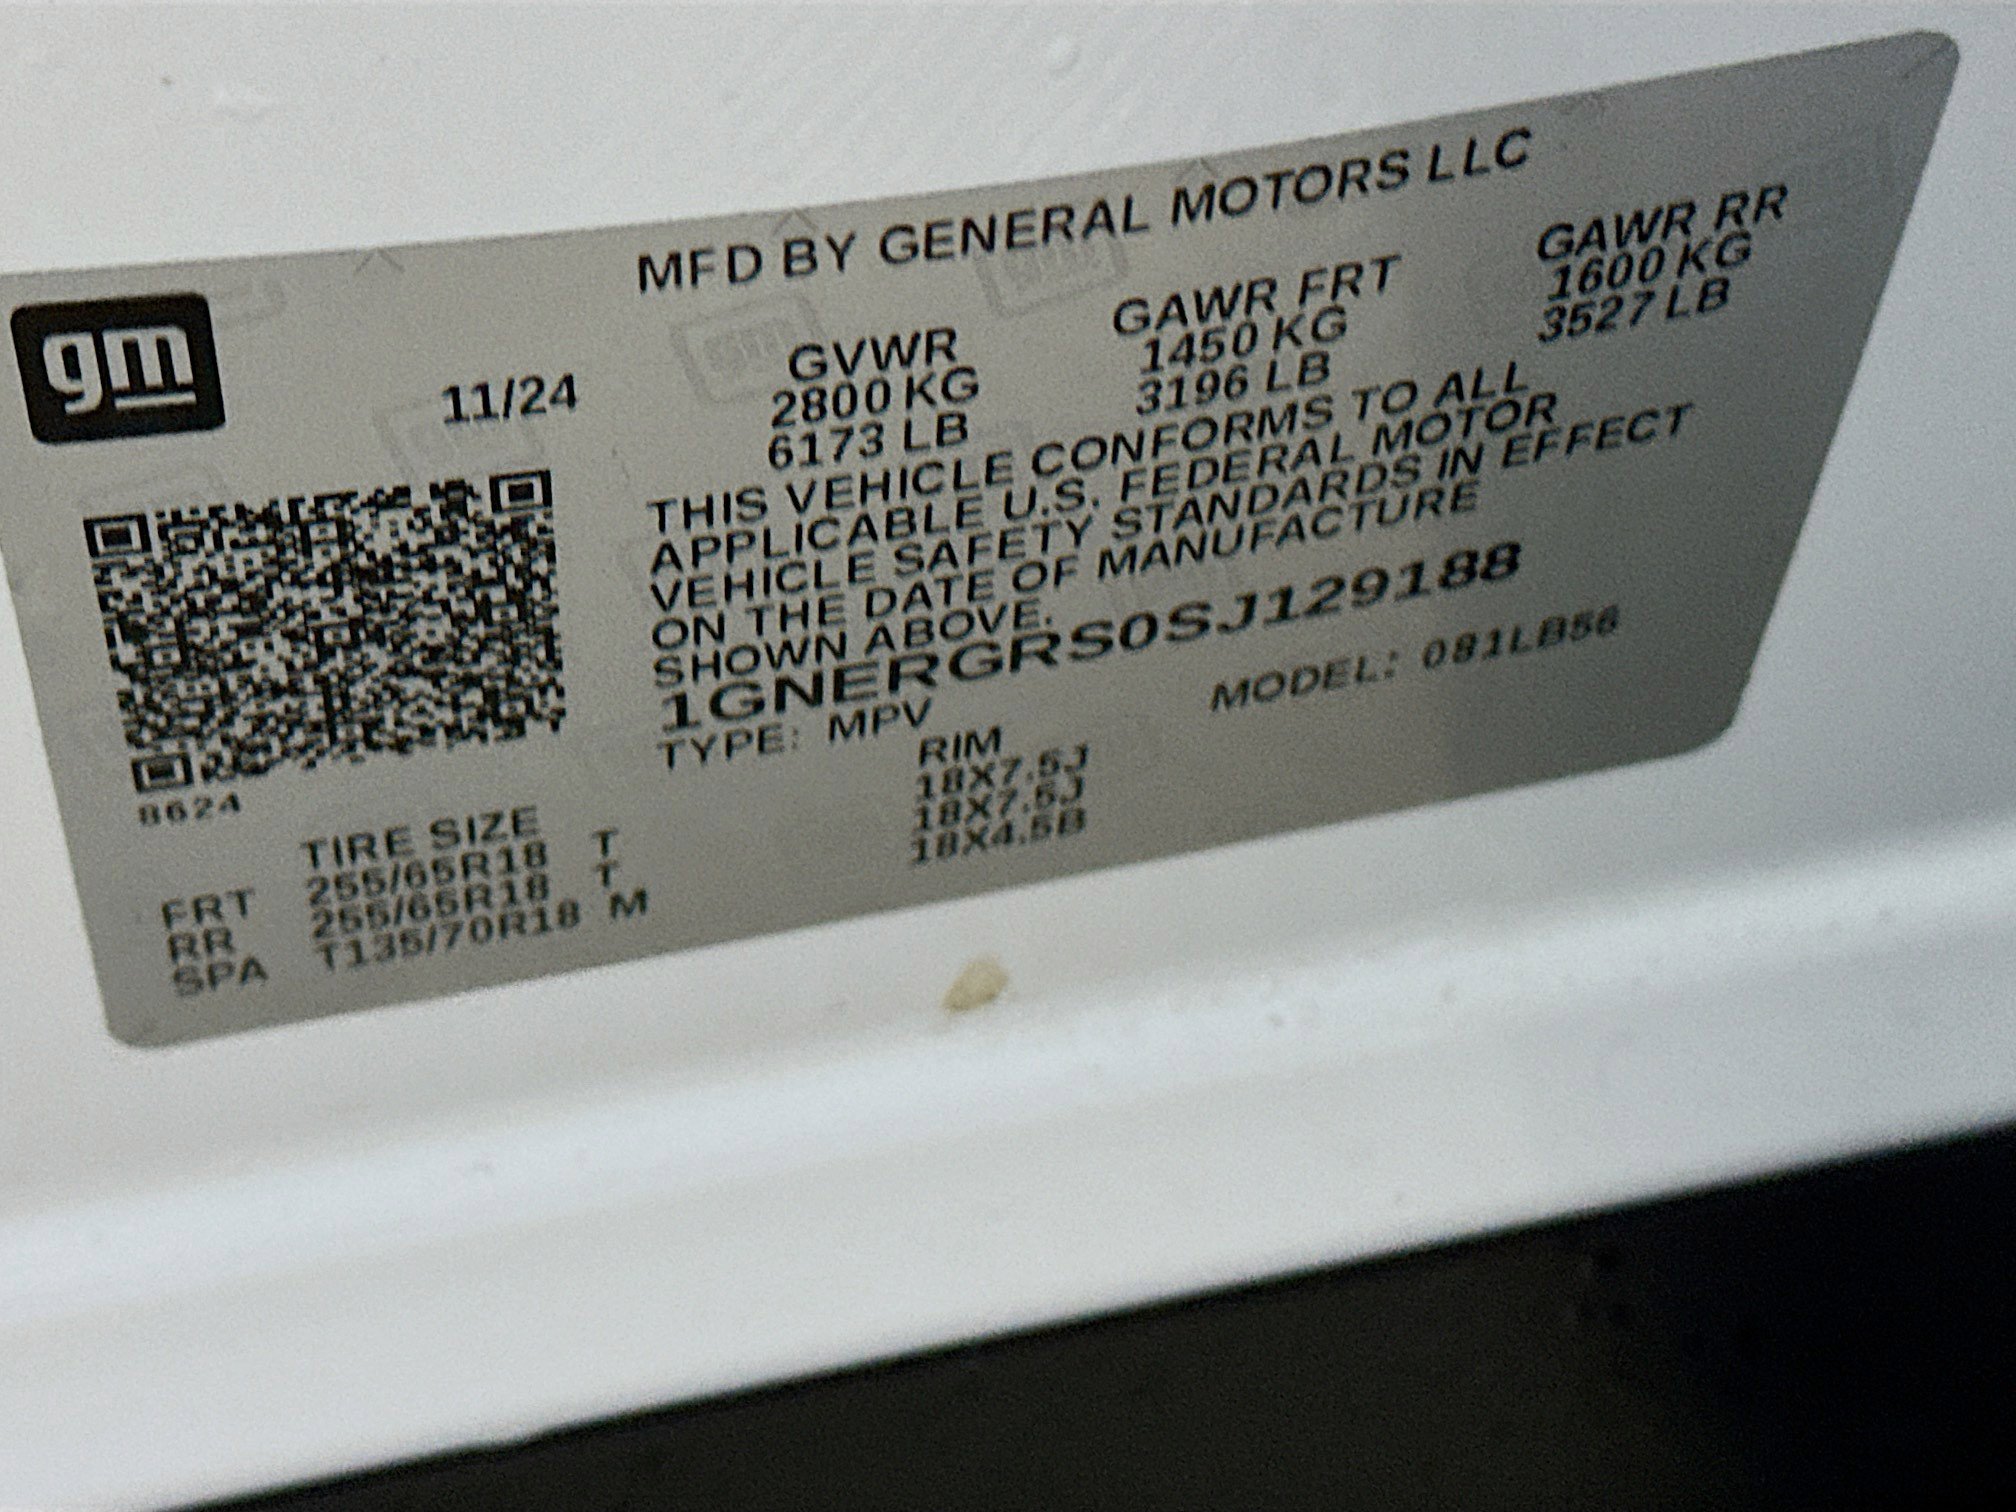 MFD BY GENERAL MOTORS LLC
gm
11/24
GVWR
2800 KG
6173 LB
GAWR FRT
1450 KG
3196 LB
GAWR RR
1600 KG
3527 LB
THIS VEHICLE CONFORMS TO ALL
APPLICABLE U.S. FEDERAL MOTOR
VEHICLE SAFETY STANDARDS IN EFFECT
ON THE DATE OF MANUFACTURE
SHOWN ABOVE.
1GNERGRS0SJ129188
TYPE: MPV
MODEL: 081LB56
8624
TIRE SIZE
RIM
FRT 255/65R18 T 18X7.5J
RR 255/65R18 T 18X7.5J
SPA T135/70R18 M 18X4.5B